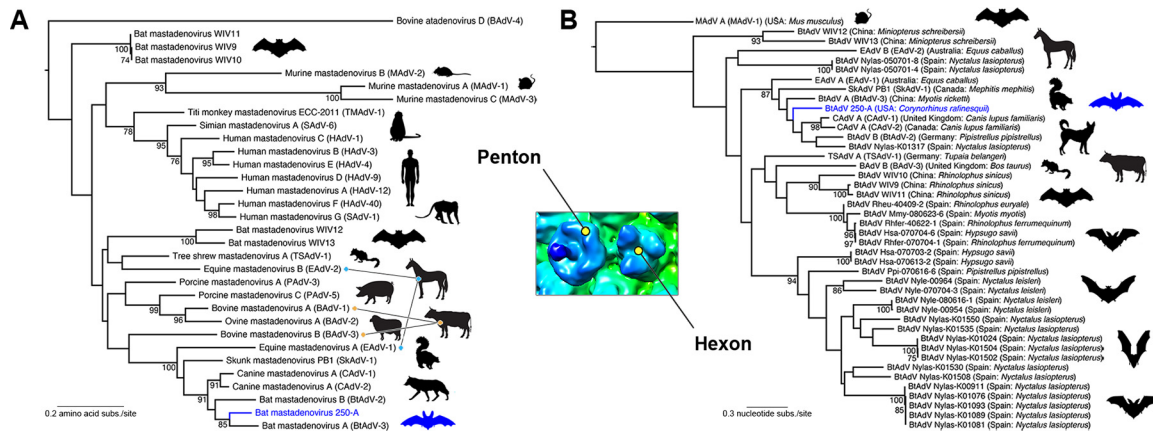 A
Bovine atadenovirus D (BAdV-4)
Bat mastadenovirus WIV11
100
Bat mastadenovirus WIV9
74
Bat mastadenovirus WIV10
Murine mastadenovirus B (MAdV-2)
93
Murine mastadenovirus A (MAdV-1)
100
Murine mastadenovirus C (MAdV-3)
Titi monkey mastadenovirus ECC-2011 (TMAdV-1)
78
Simian mastadenovirus A (SAdV-6)
95
Human mastadenovirus C (HAdV-1)
76
Human mastadenovirus B (HAdV-3)
95
Human mastadenovirus E (HAdV-4)
Human mastadenovirus D (HAdV-9)
Human mastadenovirus A (HAdV-12)
Human mastadenovirus F (HAdV-40)
98
Human mastadenovirus G (SAdV-1)
Bat mastadenovirus WIV12
100
Bat mastadenovirus WIV13
Tree shrew mastadenovirus A (TSAdV-1)
Equine mastadenovirus B (EAdV-2)
Porcine mastadenovirus A (PAdV-3)
Porcine mastadenovirus C (PAdV-5)
99
Bovine mastadenovirus A (BAdV-1)
96
Ovine mastadenovirus A (BAdV-2)
Bovine mastadenovirus B (BAdV-3)
Equine mastadenovirus A (EAdV-1)
100
Skunk mastadenovirus PB1 (SkAdV-1)
Canine mastadenovirus A (CAdV-1)
91
Canine mastadenovirus A (CAdV-2)
91
Bat mastadenovirus B (BtAdV-2)
Bat mastadenovirus 250-A
85
Bat mastadenovirus A (BtAdV-3)
0.2 amino acid subs./site
Penton
Hexon
B
MAdV A (MAdV-1) (USA: Mus musculus)
BtAdV WIV12 (China: Miniopterus schreibersii)
93
BtAdV WIV13 (China: Miniopterus schreibersii)
EAdV B (EAdV-2) (Australia: Equus caballus)
BtAdV Nylas-050701-8 (Spain: Nyctalus lasiopterus)
100
BtAdV Nylas-050701-4 (Spain: Nyctalus lasiopterus)
EAdV A (EAdV-1) (Australia: Equus caballus)
87
SkAdV PB1 (SkAdV-1) (Canada: Mephitis mephitis)
BtAdV A (BtAdV-3) (China: Myotis ricketti)
BtAdV 250-A (USA: Corynorhinus rafinesquii)
CAdV A (CAdV-1) (United Kingdom: Canis lupus familiaris)
98
CAdV A (CAdV-2) (Canada: Canis lupus familiaris)
BtAdV B (BtAdV-2) (Germany: Pipistrellus pipistrellus)
BtAdV Nylas-K01317 (Spain: Nyctalus lasiopterus)
TSAdV A (TSAdV-1) (Germany: Tupaia belangeri)
BAdV B (BAdV-3) (United Kingdom: Bos taurus)
BtAdV WIV10 (China: Rhinolophus sinicus)
90
BtAdV WIV9 (China: Rhinolophus sinicus)
100
BtAdV WIV11 (China: Rhinolophus sinicus)
BtAdV Rheu-40409-2 (Spain: Rhinolophus euryale)
BtAdV Mmy-080623-6 (Spain: Myotis myotis)
100
BtAdV Rhfer-40622-1 (Spain: Rhinolophus ferrumequinum)
96
BtAdV Hsa-070704-6 (Spain: Hypsugo savii)
97
BtAdV Rhfer-070704-1 (Spain: Rhinolophus ferrumequinum)
BtAdV Hsa-070703-2 (Spain: Hypsugo savii)
100
BtAdV Hsa-070613-2 (Spain: Hypsugo savii)
94
BtAdV Ppi-070616-6 (Spain: Pipistrellus pipistrellus)
BtAdV Nyle-00964 (Spain: Nyctalus leisleri)
86
BtAdV Nyle-070704-3 (Spain: Nyctalus leisleri)
BtAdV Nyle-080616-1 (Spain: Nyctalus leisleri)
BtAdV Nyle-00954 (Spain: Nyctalus leisleri)
BtAdV Nylas-K01550 (Spain: Nyctalus lasiopterus)
BtAdV Nylas-K01535 (Spain: Nyctalus lasiopterus)
BtAdV Nylas-K01024 (Spain: Nyctalus lasiopterus)
100
BtAdV Nylas-K01504 (Spain: Nyctalus lasiopterus)
75
BtAdV Nylas-K01502 (Spain: Nyctalus lasiopterus)
BtAdV Nylas-K01530 (Spain: Nyctalus lasiopterus)
BtAdV Nylas-K01508 (Spain: Nyctalus lasiopterus)
BtAdV Nylas-K00911 (Spain: Nyctalus lasiopterus)
BtAdV Nylas-K01076 (Spain: Nyctalus lasiopterus)
100
BtAdV Nylas-K01093 (Spain: Nyctalus lasiopterus)
85
BtAdV Nylas-K01089 (Spain: Nyctalus lasiopterus)
BtAdV Nylas-K01081 (Spain: Nyctalus lasiopterus)
0.3 nucleotide subs./site